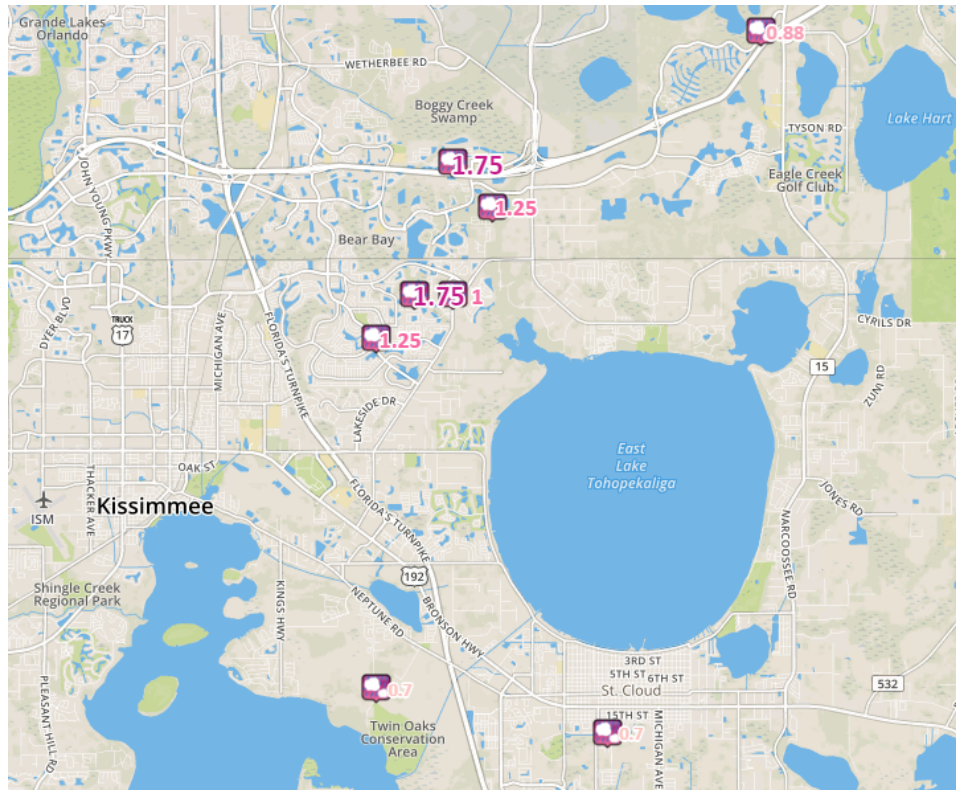 Grande Lakes
Orlando
0.88
WETHERBEE RD
Boggy Creek
Swamp
Lake Hart
TYSON RD
JOHN YOUNG PKWY
1.75
Eagle Creek
Golf Club
1.25
Bear Bay
1.75
1
DYER BLVD
TRUCK
17
MICHIGAN AVE
FLORIDA'S TURNPIKE
1.25
CYRILS DR
15
ZUNI RD
LAKESIDE DR
East
Lake
Tohopekaliga
OAK ST
THACKER AVE
ISM
Kissimmee
FLORIDA'S TURNPIKE
JONES RD
NARCOOSSEE RD
192
Shingle Creek
Regional Park
KINGS HWY
NEPTUNE RD
BRONSON HWY
PLEASANT HILL RD
3RD ST
5TH ST
6TH ST
St. Cloud
532
0.7
Twin Oaks
Conservation
Area
15TH ST
MICHIGAN AVE
0.7